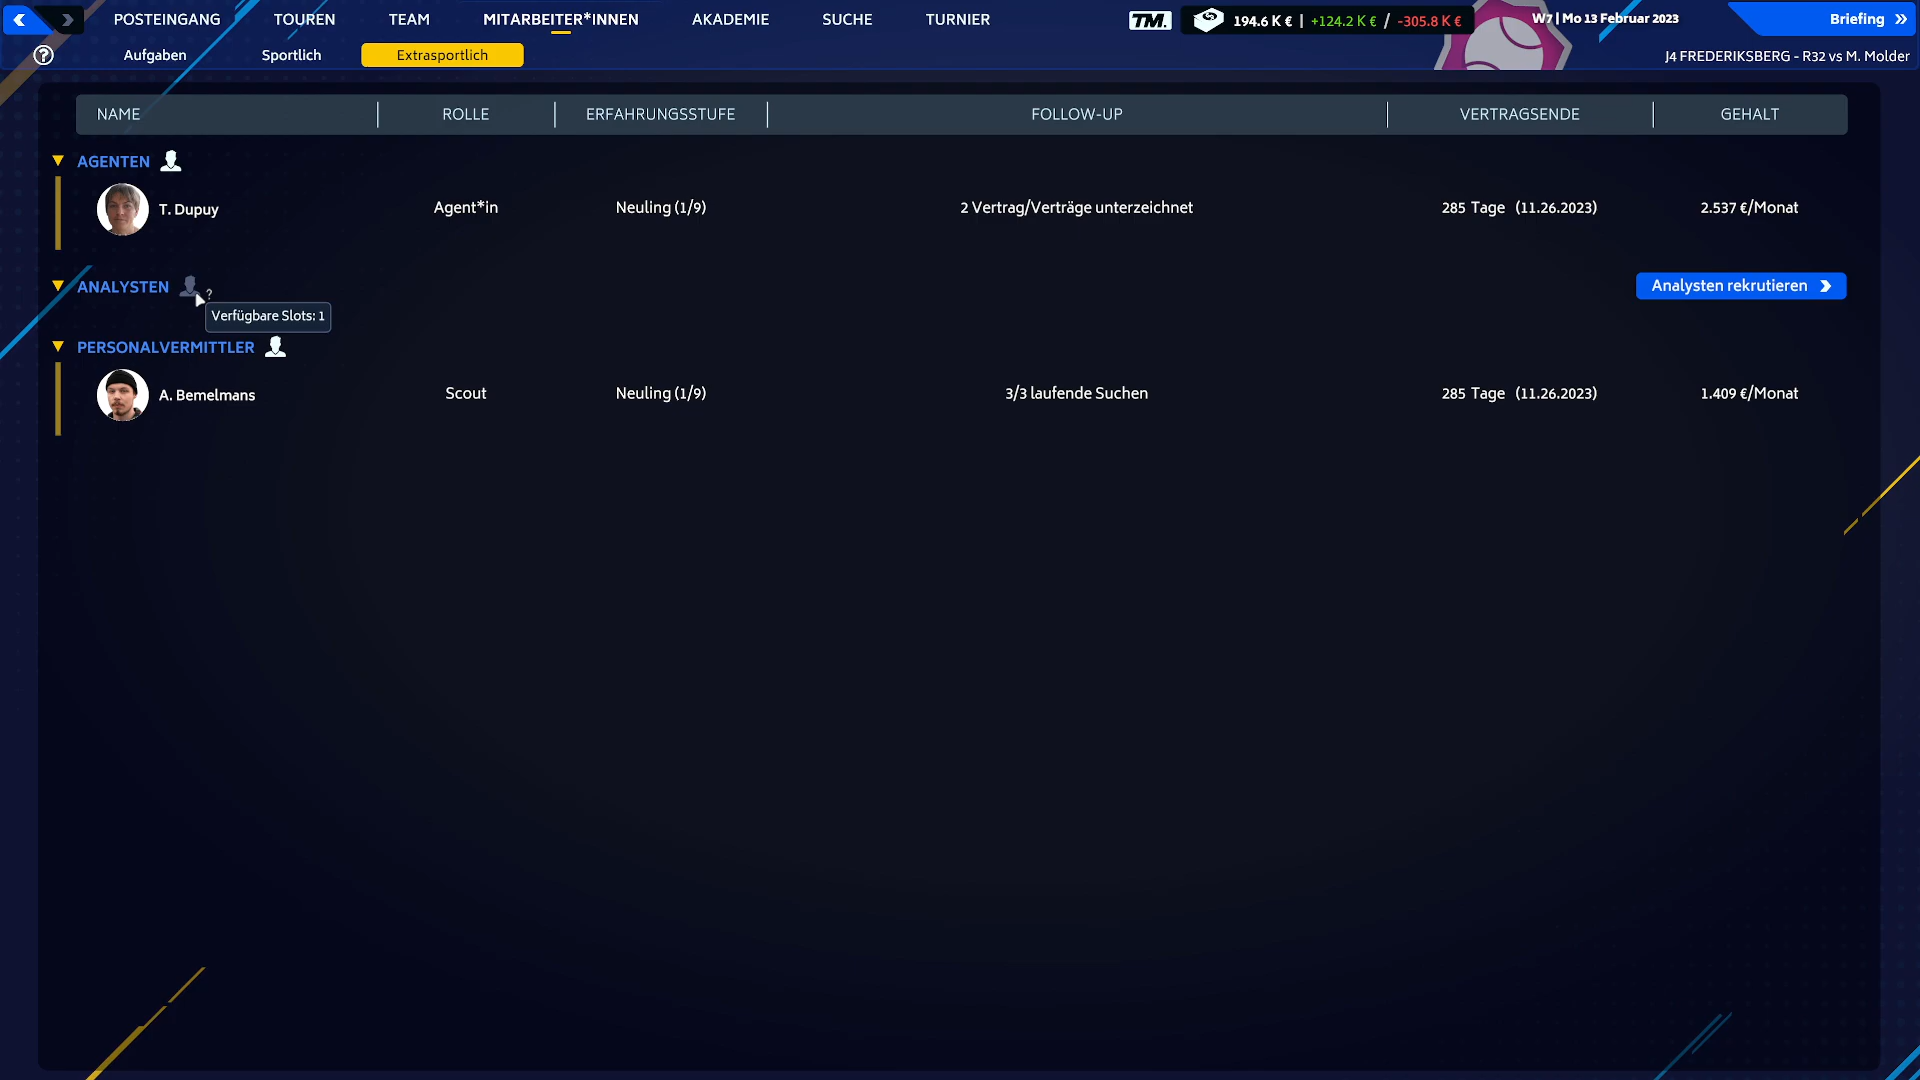 POSTEINGANG TOUREN TEAM MITARBEITER*INNEN AKADEMIE SUCHE TURNIER TM. 194.6 K € | +124.2 K € / -305.8 K € W7 | Mo 13 Februar 2023 Briefing
? Aufgaben Sportlich Extrasportlich J4 FREDERIKSBERG - R32 vs M. Molder
NAME ROLLE ERFAHRUNGSSTUFE FOLLOW-UP VERTRAGSENDE GEHALT
AGENTEN
T. Dupuy Agent*in Neuling (1/9) 2 Vertrag/Verträge unterzeichnet 285 Tage (11.26.2023) 2.537 €/Monat
ANALYSTEN ? Analysten rekrutieren
Verfügbare Slots: 1
PERSONALVERMITTLER
A. Bemelmans Scout Neuling (1/9) 3/3 laufende Suchen 285 Tage (11.26.2023) 1.409 €/Monat